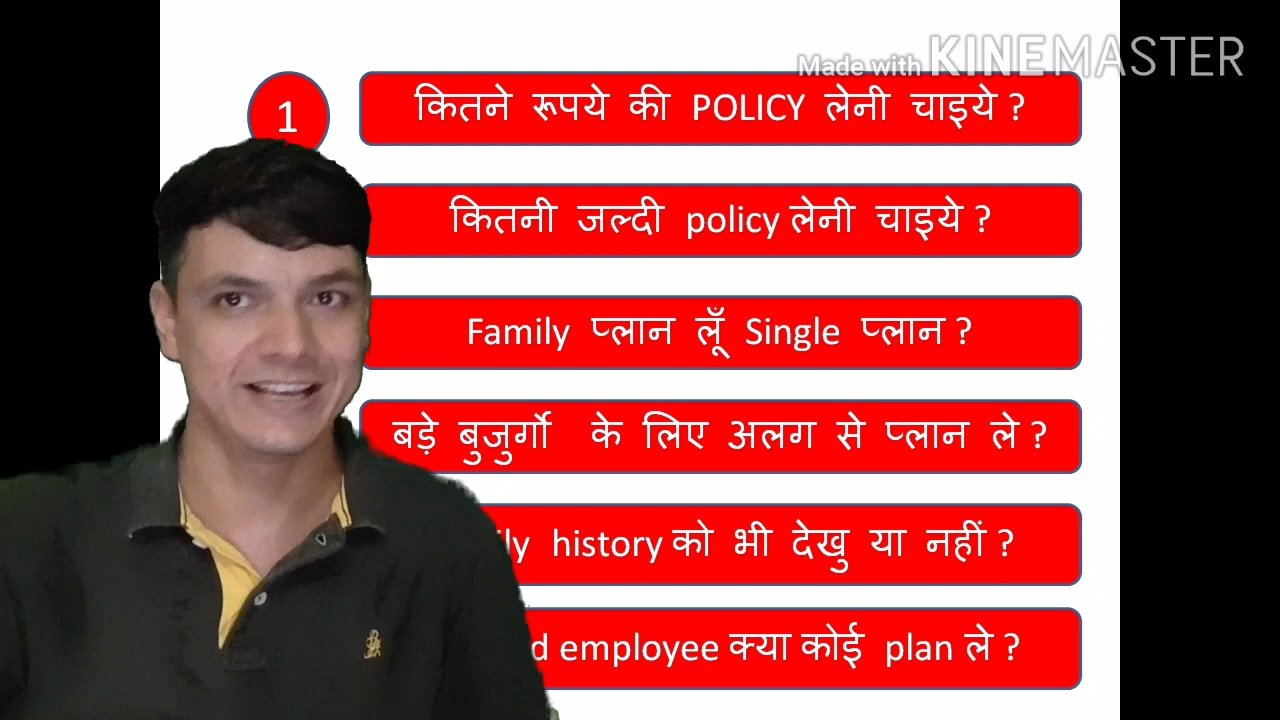 Made with KINEMASTER
1
कितने रूपये की POLICY लेनी चाइये ?
कितनी जल्दी policy लेनी चाइये ?
Family प्लान लूँ Single प्लान ?
बड़े बुजुर्गो के लिए अलग से प्लान ले ?
history को भी देखु या नहीं ?
employee क्या कोई plan ले ?